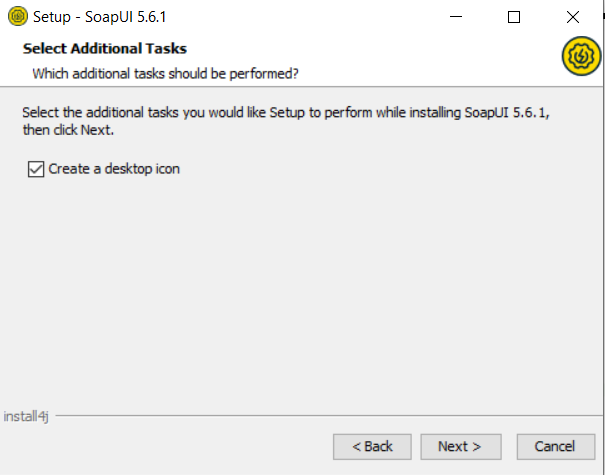 Setup - SoapUI 5.6.1
Select Additional Tasks
Which additional tasks should be performed?
Select the additional tasks you would like Setup to perform while installing SoapUI 5.6.1,
then click Next.
Create a desktop icon
install4j
< Back
Next >
Cancel